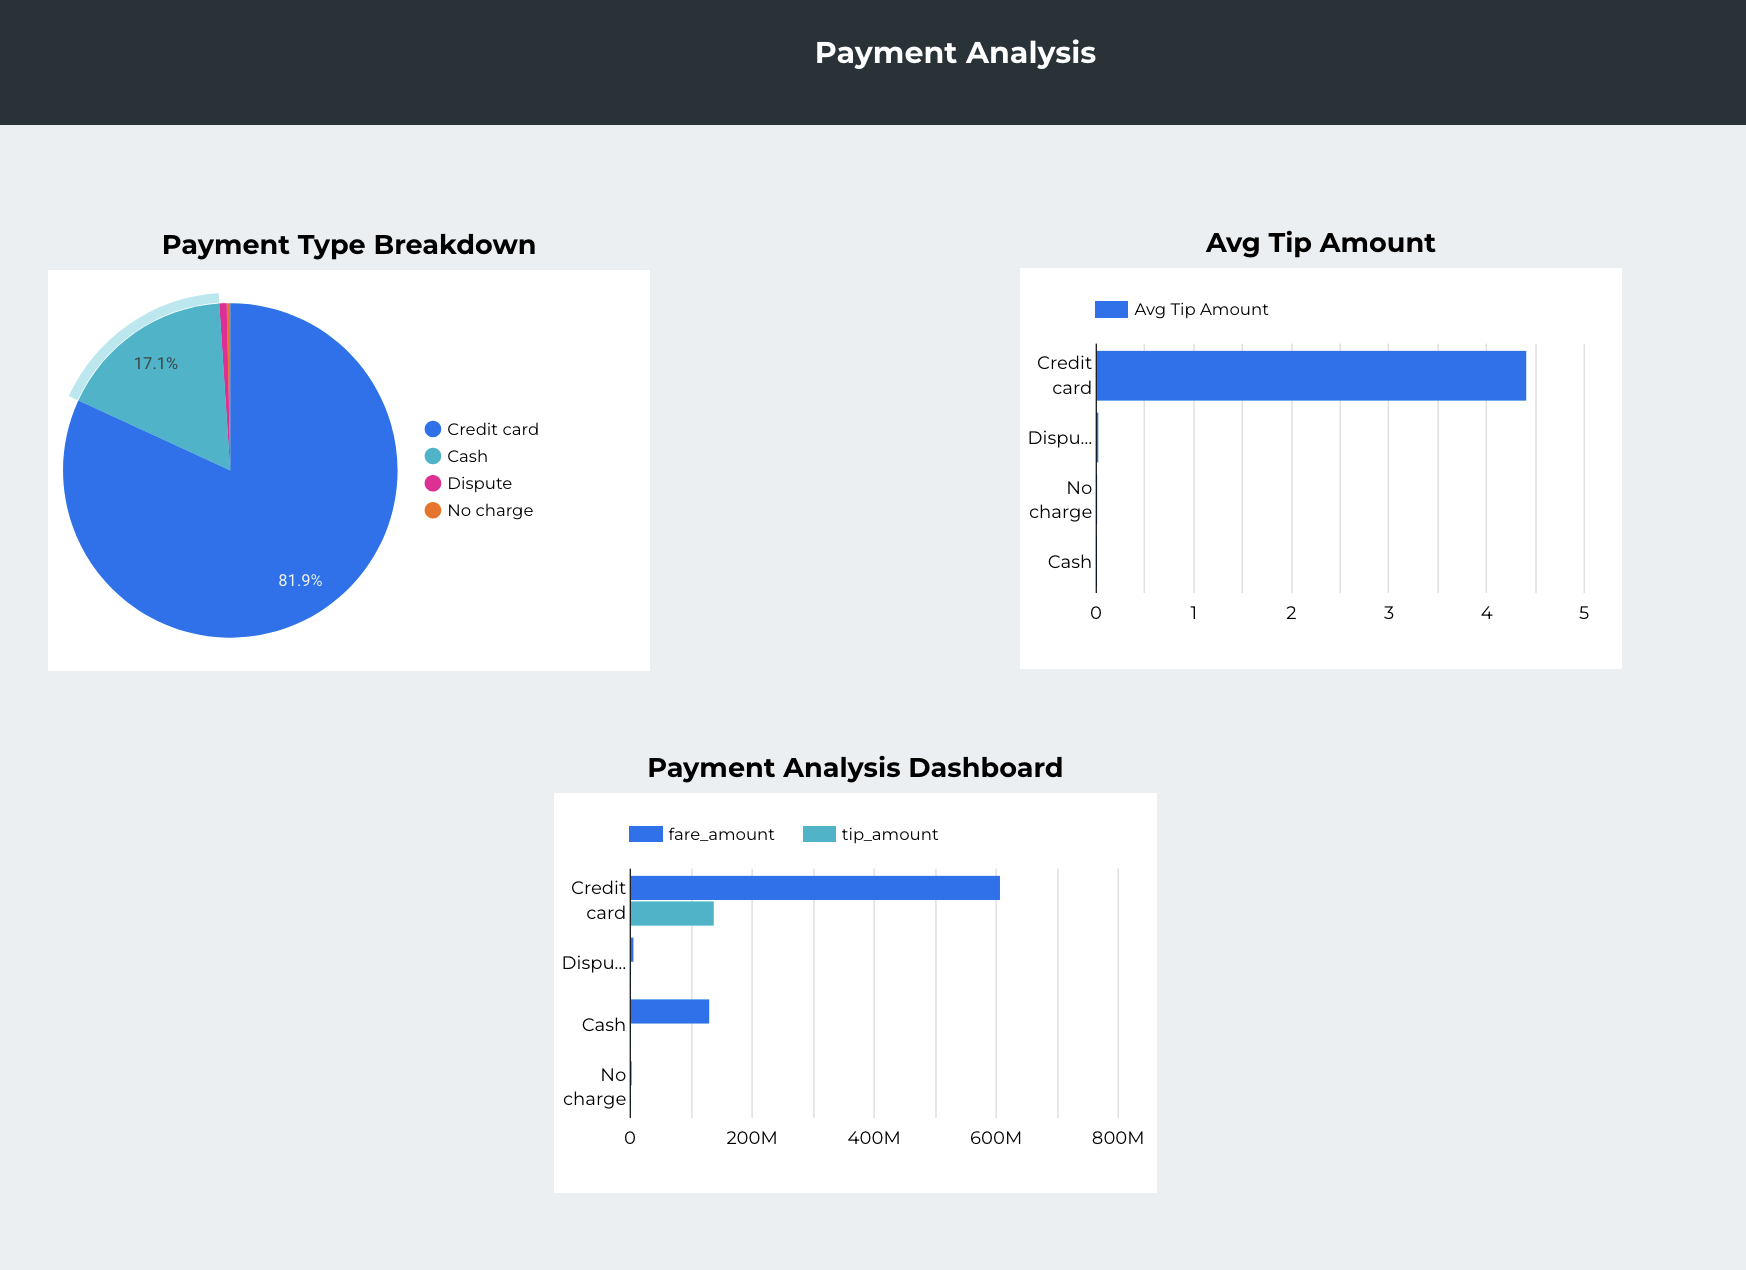 Payment Analysis
Payment Type Breakdown
17.1%
81.9%
Credit card
Cash
Dispute
No charge
Avg Tip Amount
Avg Tip Amount
Credit
card
Dispu...
No
charge
Cash
0 1 2 3 4 5
Payment Analysis Dashboard
fare_amount tip_amount
Credit
card
Dispu...
Cash
No
charge
0 200M 400M 600M 800M